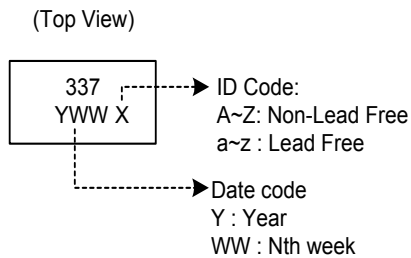 (Top View)
337
YWW X
ID Code:
A~Z: Non-Lead Free
a~z : Lead Free
Date code
Y : Year
WW : Nth week